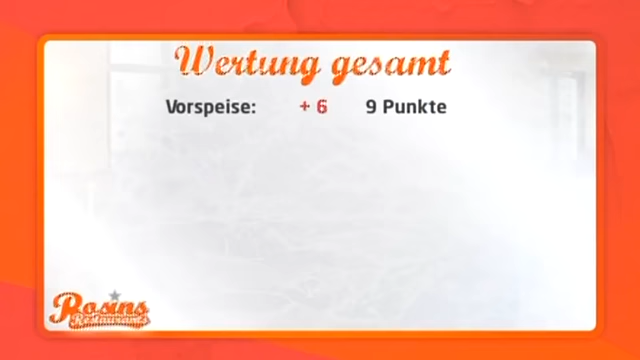 Wertung gesamt
Vorspeise: + 6 9 Punkte
Rosins
Restaurants